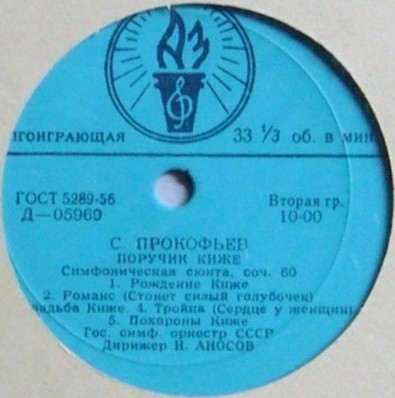 АЗ
ЛГОИГРАЮЩАЯ 33 1/3 об. в мин
ГОСТ 5289-56 Вторая гр.
Д—05969 10-00
С. ПРОКОФЬЕВ
ПОРУЧИК КИЖЕ
Симфоническая сюита, соч. 60
1. Рождение Киже
2. Романс (Стонет сизый голубочек)
вадьба Киже. 4. Тройка (Сердце у женщин)
5. Похороны Киже
Гос. симф. оркестр СССР
Дирижер Н. АНОСОВ